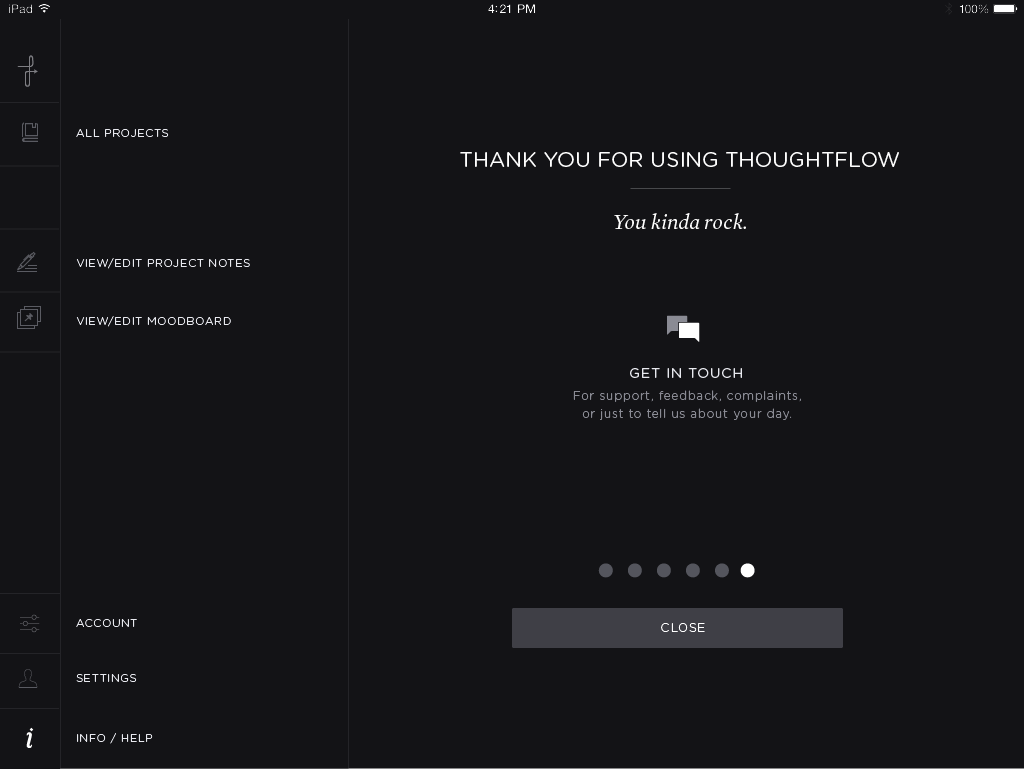 iPad
4:21 PM
100%
ALL PROJECTS
VIEW/EDIT PROJECT NOTES
VIEW/EDIT MOODBOARD
ACCOUNT
SETTINGS
i
INFO / HELP
THANK YOU FOR USING THOUGHTFLOW
You kinda rock.
GET IN TOUCH
For support, feedback, complaints,
or just to tell us about your day.
CLOSE